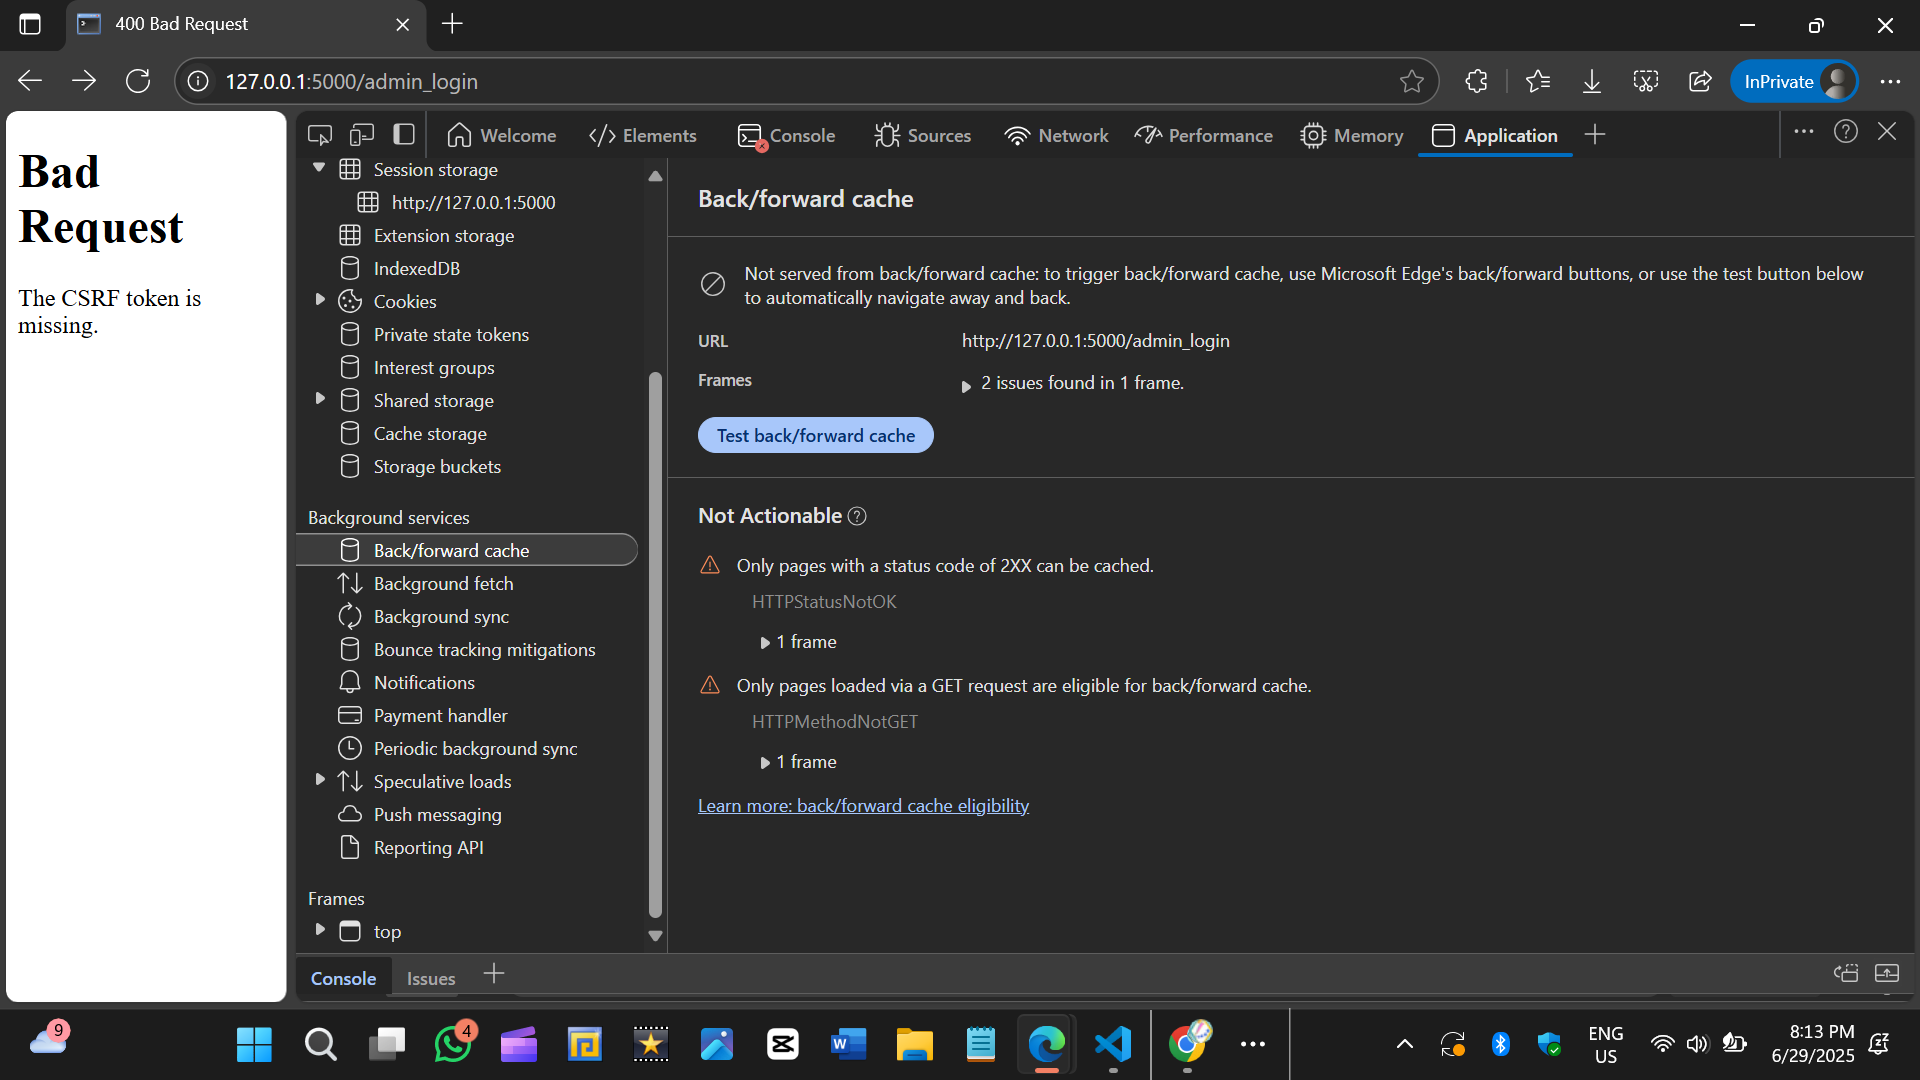 400 Bad Request
127.0.0.1:5000/admin_login
InPrivate
Bad
Request
The CSRF token is
missing.
Welcome
Elements
Console
Sources
Network
Performance
Memory
Application
Session storage
http://127.0.0.1:5000
Extension storage
IndexedDB
Cookies
Private state tokens
Interest groups
Shared storage
Cache storage
Storage buckets
Background services
Back/forward cache
Background fetch
Background sync
Bounce tracking mitigations
Notifications
Payment handler
Periodic background sync
Speculative loads
Push messaging
Reporting API
Frames
top
Back/forward cache
Not served from back/forward cache: to trigger back/forward cache, use Microsoft Edge's back/forward buttons, or use the test button below
to automatically navigate away and back.
URL http://127.0.0.1:5000/admin_login
Frames 2 issues found in 1 frame.
Test back/forward cache
Not Actionable
Only pages with a status code of 2XX can be cached.
HTTPStatusNotOK
1 frame
Only pages loaded via a GET request are eligible for back/forward cache.
HTTPMethodNotGET
1 frame
Learn more: back/forward cache eligibility
Console
Issues
9
4
ENG
US
8:13 PM
6/29/2025